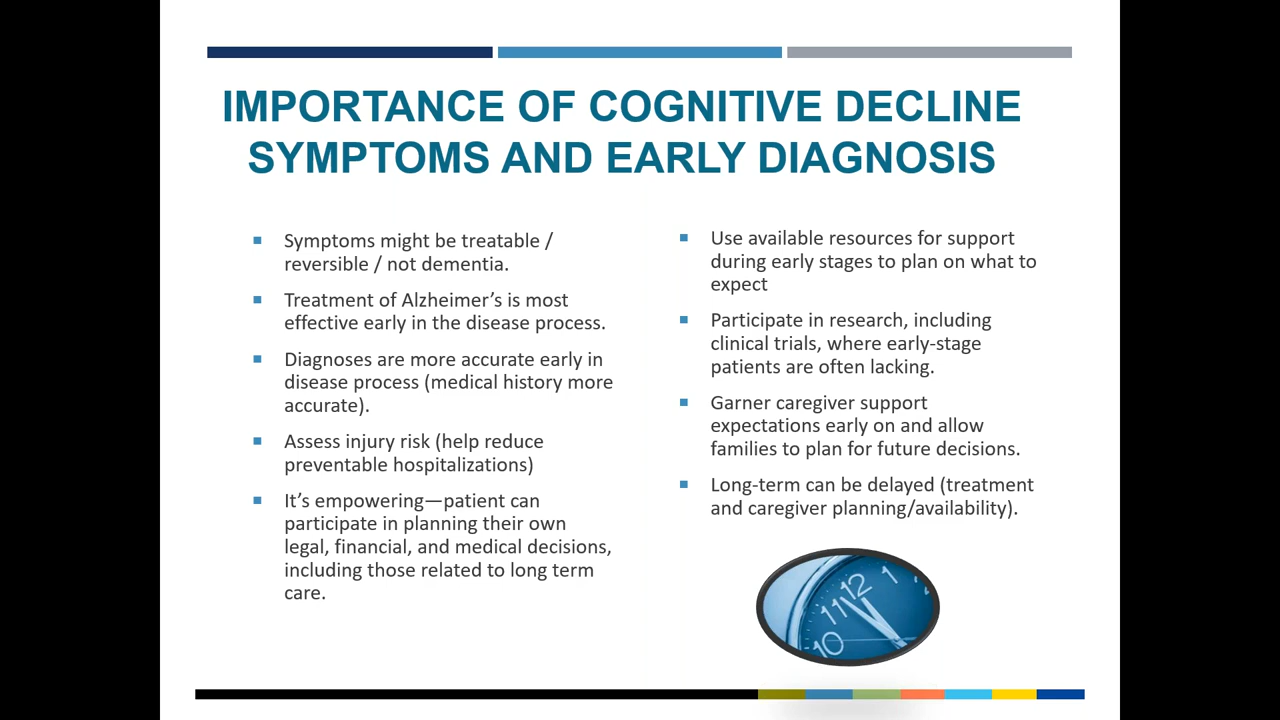 IMPORTANCE OF COGNITIVE DECLINE
SYMPTOMS AND EARLY DIAGNOSIS
Symptoms might be treatable /
reversible / not dementia.
Treatment of Alzheimer’s is most
effective early in the disease process.
Diagnoses are more accurate early in
disease process (medical history more
accurate).
Assess injury risk (help reduce
preventable hospitalizations)
It’s empowering—patient can
participate in planning their own
legal, financial, and medical decisions,
including those related to long term
care.
Use available resources for support
during early stages to plan on what to
expect
Participate in research, including
clinical trials, where early-stage
patients are often lacking.
Garner caregiver support
expectations early on and allow
families to plan for future decisions.
Long-term can be delayed (treatment
and caregiver planning/availability).
10 11 12 1